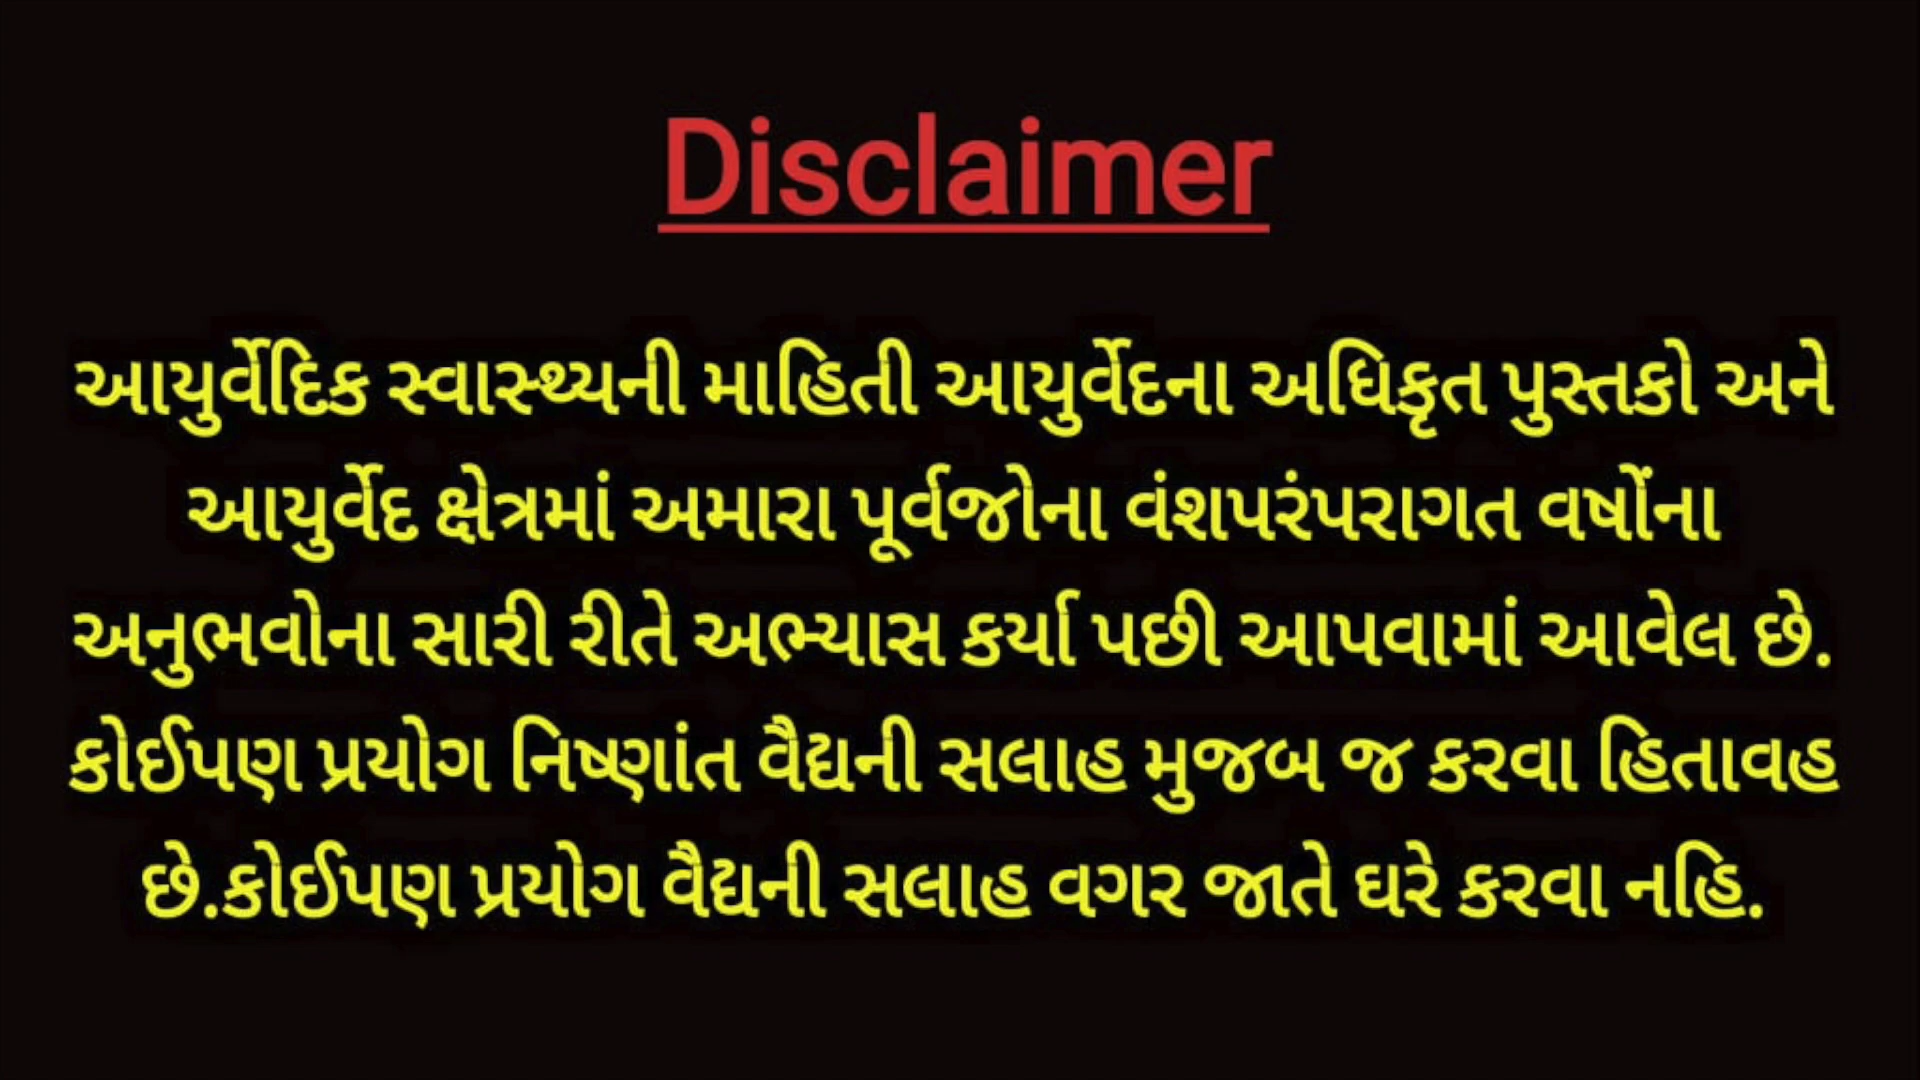 Disclaimer
આયુર્વેદિક સ્વાસ્થ્યની માહિતી આયુર્વેદના અધિકૃત પુસ્તકો અને
આયુર્વેદ ક્ષેત્રમાં અમારા પૂર્વજોના વંશપરંપરાગત વર્ષોના
અનુભવોના સારી રીતે અભ્યાસ કર્યા પછી આપવામાં આવેલ છે.
કોઈપણ પ્રયોગ નિષ્ણાંત વૈદ્યની સલાહ મુજબ જ કરવા હિતાવહ
છે.કોઈપણ પ્રયોગ વૈદ્યની સલાહ વગર જાતે ઘરે કરવા નહિ.